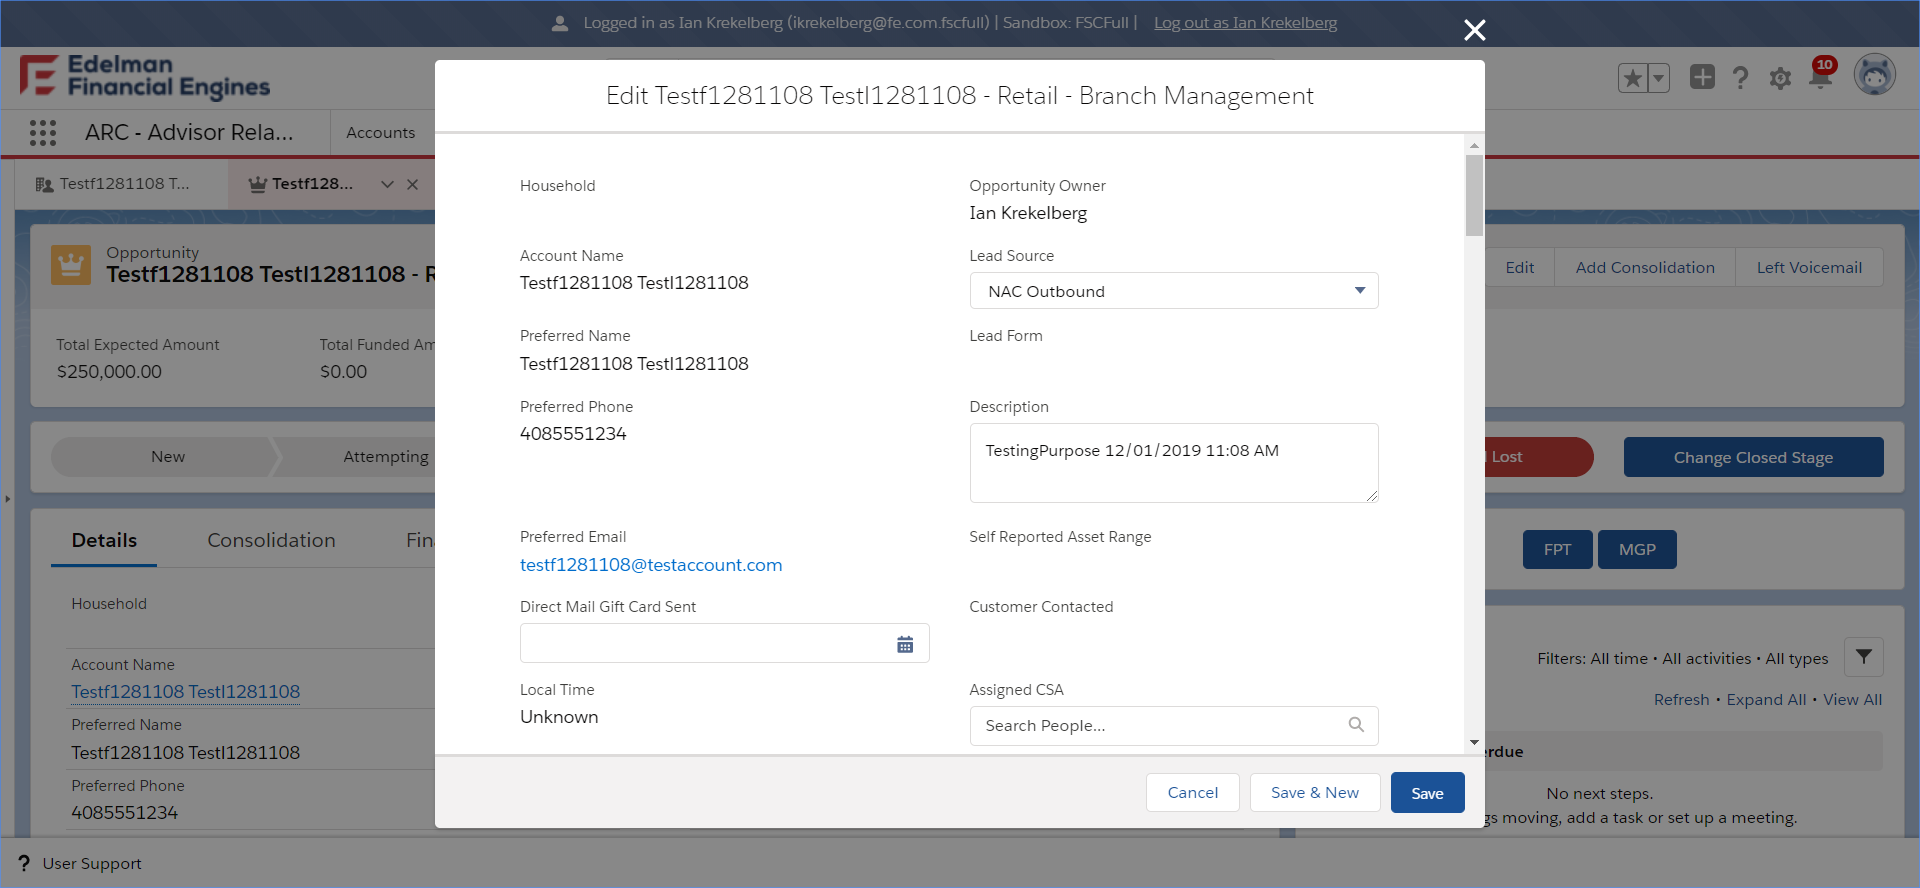 Logged in as Ian Krekelberg (ikrekelberg@fe.com.fscfull) | Sandbox: FSCFull | Log out as Ian Krekelberg
Edelman
Financial Engines
10
ARC - Advisor Rela...
Accounts
Testf1281108 T...
Testf128...
Opportunity
Testf1281108 Testl1281108 - R
Edit
Add Consolidation
Left Voicemail
Total Expected Amount
Total Funded Am
$250,000.00
$0.00
New
Attempting
Lost
Change Closed Stage
Details
Consolidation
Fin
FPT
MGP
Household
Account Name
Testf1281108 Testl1281108
Preferred Name
Testf1281108 Testl1281108
Preferred Phone
4085551234
Filters: All time • All activities • All types
Refresh • Expand All • View All
rdue
No next steps.
gs moving, add a task or set up a meeting.
? User Support
Edit Testf1281108 Testl1281108 - Retail - Branch Management
Household
Opportunity Owner
Ian Krekelberg
Account Name
Testf1281108 Testl1281108
Lead Source
NAC Outbound
Preferred Name
Testf1281108 Testl1281108
Lead Form
Preferred Phone
4085551234
Description
TestingPurpose 12/01/2019 11:08 AM
Preferred Email
testf1281108@testaccount.com
Self Reported Asset Range
Direct Mail Gift Card Sent
Customer Contacted
Local Time
Unknown
Assigned CSA
Search People...
Cancel
Save & New
Save